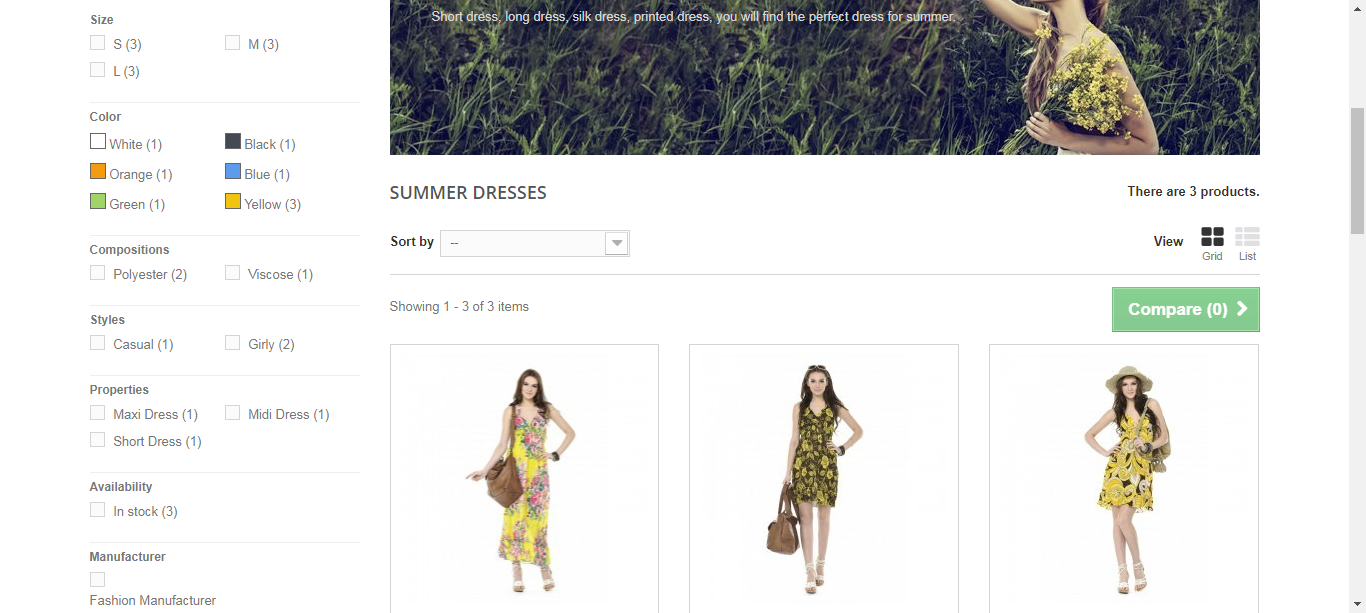 Size
S (3)
M (3)
L (3)
Color
White (1)
Black (1)
Orange (1)
Blue (1)
Green (1)
Yellow (3)
Compositions
Polyester (2)
Viscose (1)
Styles
Casual (1)
Girly (2)
Properties
Maxi Dress (1)
Midi Dress (1)
Short Dress (1)
Availability
In stock (3)
Manufacturer
Fashion Manufacturer
Short dress, long dress, silk dress, printed dress, you will find the perfect dress for summer.
SUMMER DRESSES
There are 3 products.
Sort by
--
View
Grid
List
Showing 1 - 3 of 3 items
Compare (0)